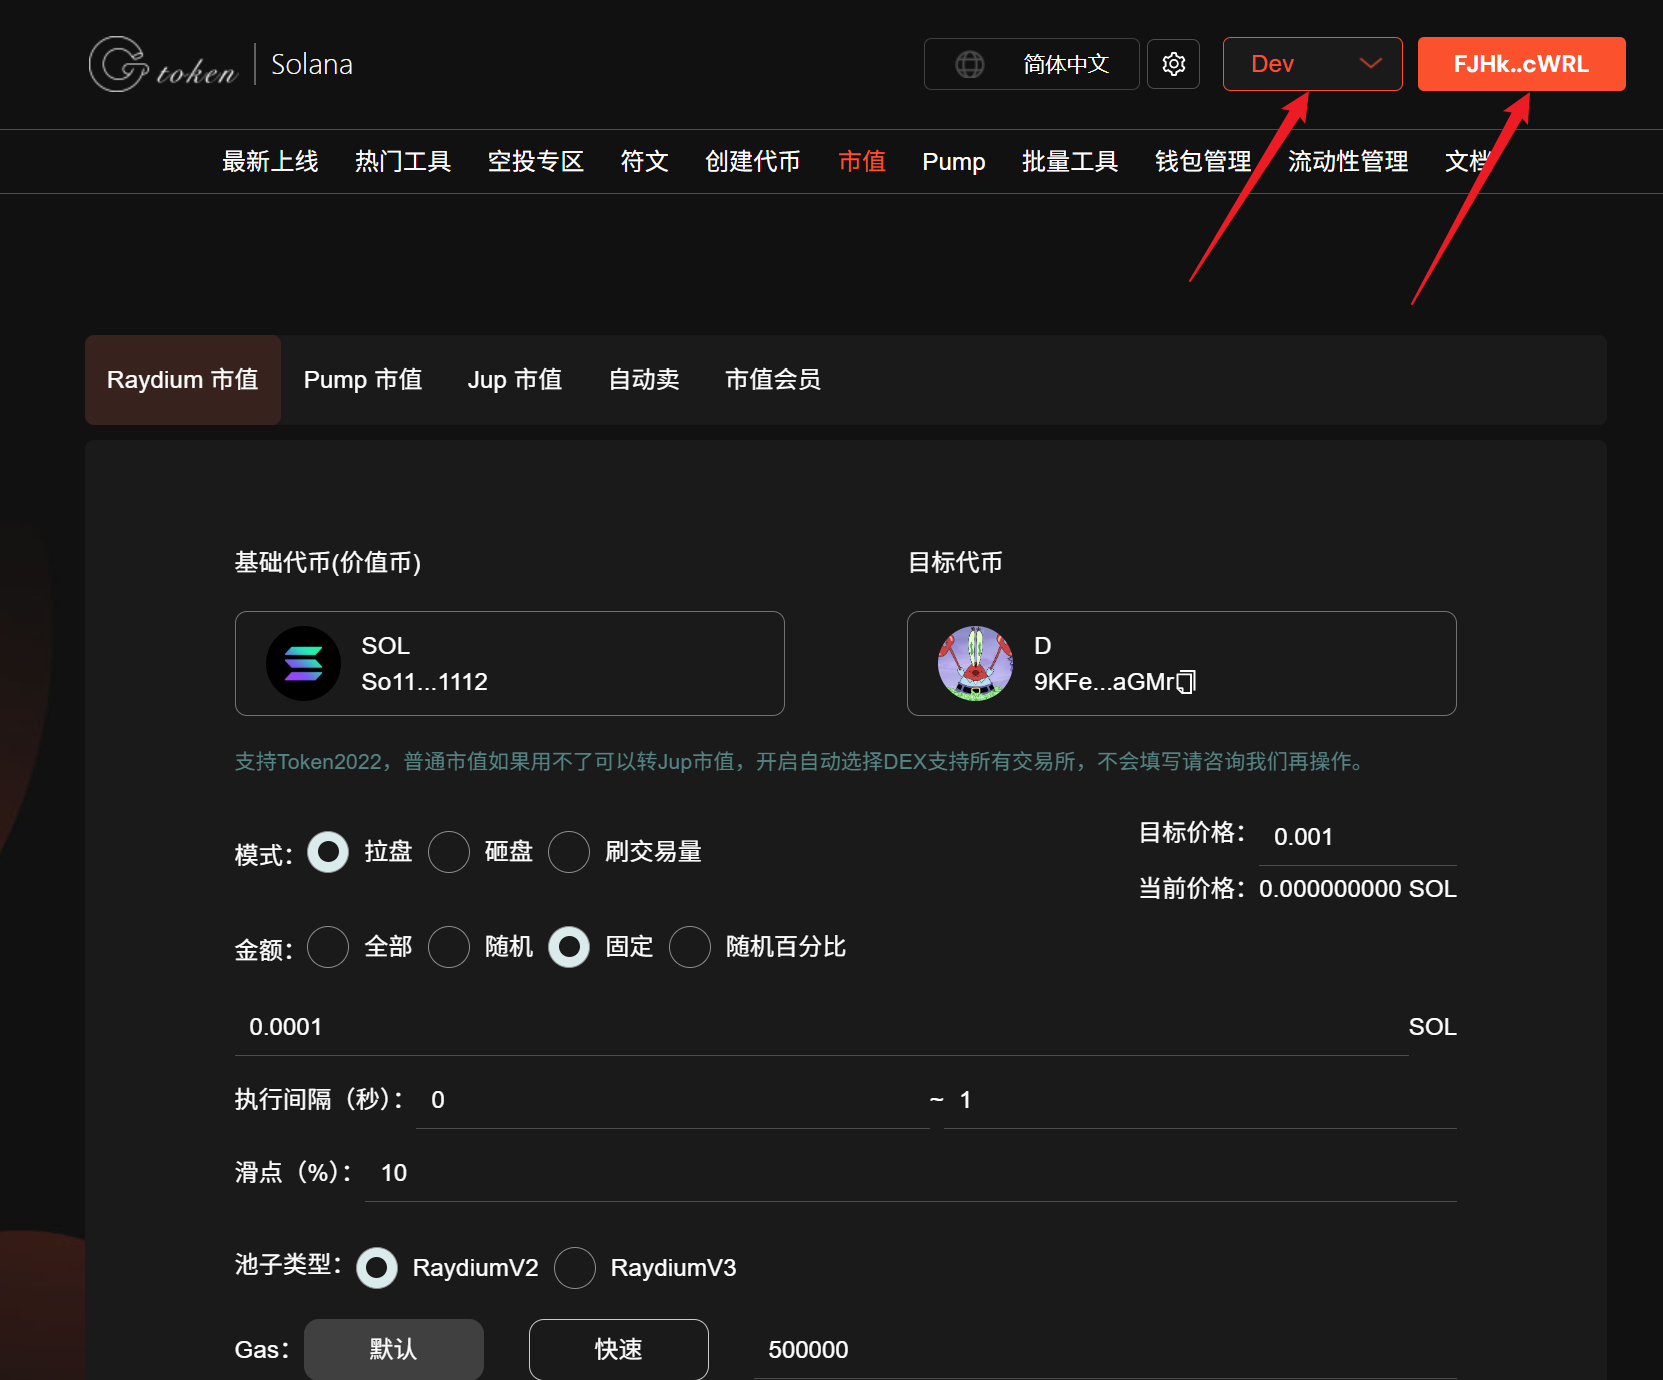 Gtoken | Solana
简体中文
Dev
FJHk..cWRL
最新上线 热门工具 空投专区 符文 创建代币 市值 Pump 批量工具 钱包管理 流动性管理 文档
Raydium 市值 Pump 市值 Jup 市值 自动卖 市值会员
基础代币(价值币)
SOL
So11...1112
目标代币
D
9KFe...aGMr
支持Token2022，普通市值如果用不了可以转Jup市值，开启自动选择DEX支持所有交易所，不会填写请咨询我们再操作。
模式： 拉盘 砸盘 刷交易量
目标价格： 0.001
当前价格：0.000000000 SOL
金额： 全部 随机 固定 随机百分比
0.0001 SOL
执行间隔（秒）： 0 ~ 1
滑点（%）： 10
池子类型： RaydiumV2 RaydiumV3
Gas： 默认 快速 500000